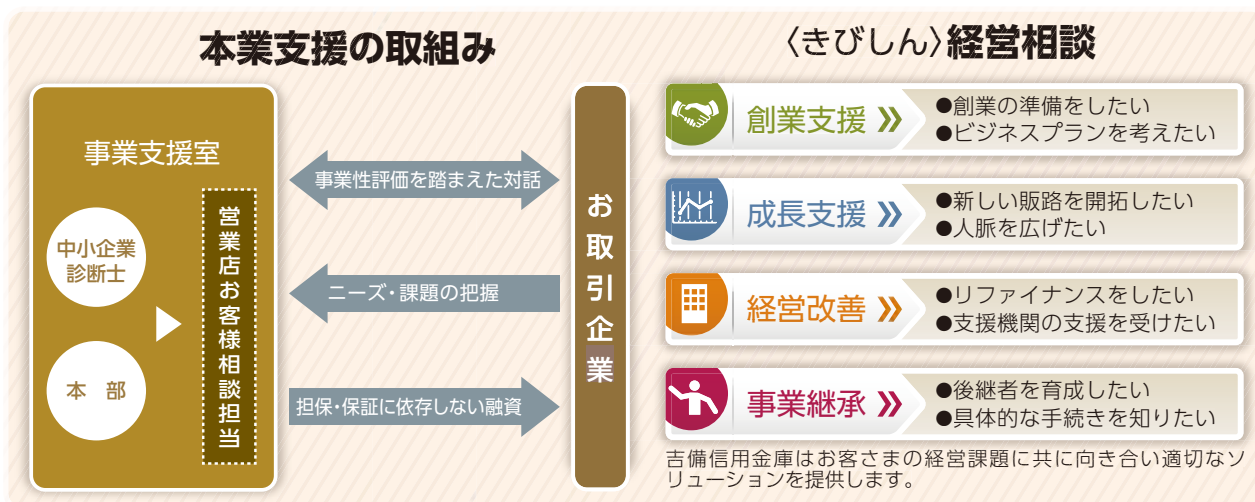 本業支援の取組み
事業支援室
中小企業
診断士
本 部
営業店お客様相談担当
事業性評価を踏まえた対話
ニーズ・課題の把握
担保・保証に依存しない融資
お取引企業
〈きびしん〉経営相談
創業支援 »
●創業の準備をしたい
●ビジネスプランを考えたい
成長支援 »
●新しい販路を開拓したい
●人脈を広げたい
経営改善 »
●リファイナンスをしたい
●支援機関の支援を受けたい
事業継承 »
●後継者を育成したい
●具体的な手続きを知りたい
吉備信用金庫はお客さまの経営課題に共に向き合い適切なソ
リューションを提供します。